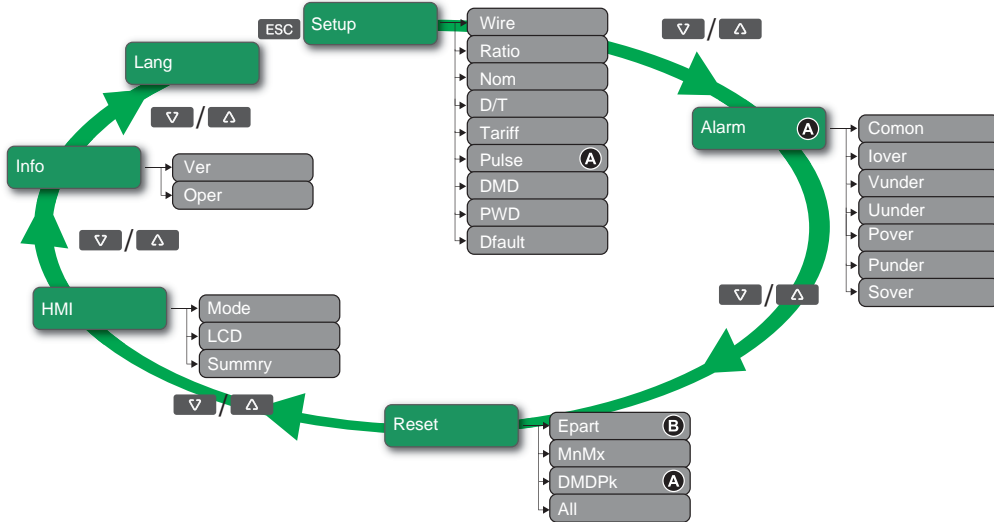 ESC
Setup
Wire
Ratio
Nom
D/T
Tariff
Pulse A
DMD
PWD
Dfault
/
Alarm A
Comon
Iover
Vunder
Uunder
Pover
Punder
Sover
/
Reset
Epart B
MnMx
DMDPk A
All
/
HMI
Mode
LCD
Summry
/
Info
Ver
Oper
/
Lang